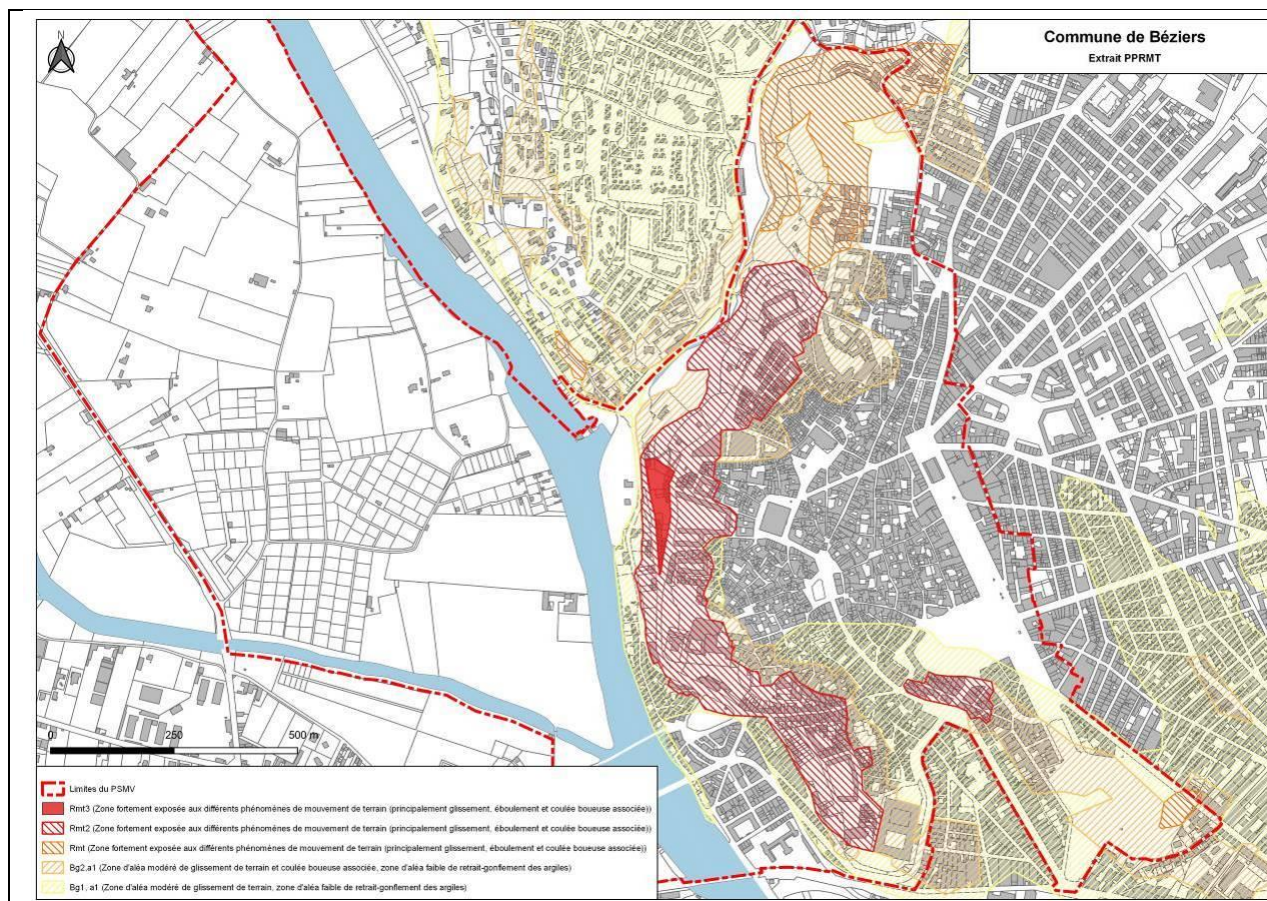 N
Commune de Béziers
Extrait PPRMT
0 250 500 m
Limites du PSMV
Rmt3 (Zone fortement exposée aux différents phénomènes de mouvement de terrain (principalement glissement, éboulement et coulée boueuse associée))
Rmt2 (Zone fortement exposée aux différents phénomènes de mouvement de terrain (principalement glissement, éboulement et coulée boueuse associée))
Rmt (Zone fortement exposée aux différents phénomènes de mouvement de terrain (principalement glissement, éboulement et coulée boueuse associée))
Bg2.a1 (Zone d'aléa modéré de glissement de terrain et coulée boueuse associée, zone d'aléa faible de retrait-gonflement des argiles)
Bg1. a1 (Zone d'aléa modéré de glissement de terrain, zone d'aléa faible de retrait-gonflement des argiles)